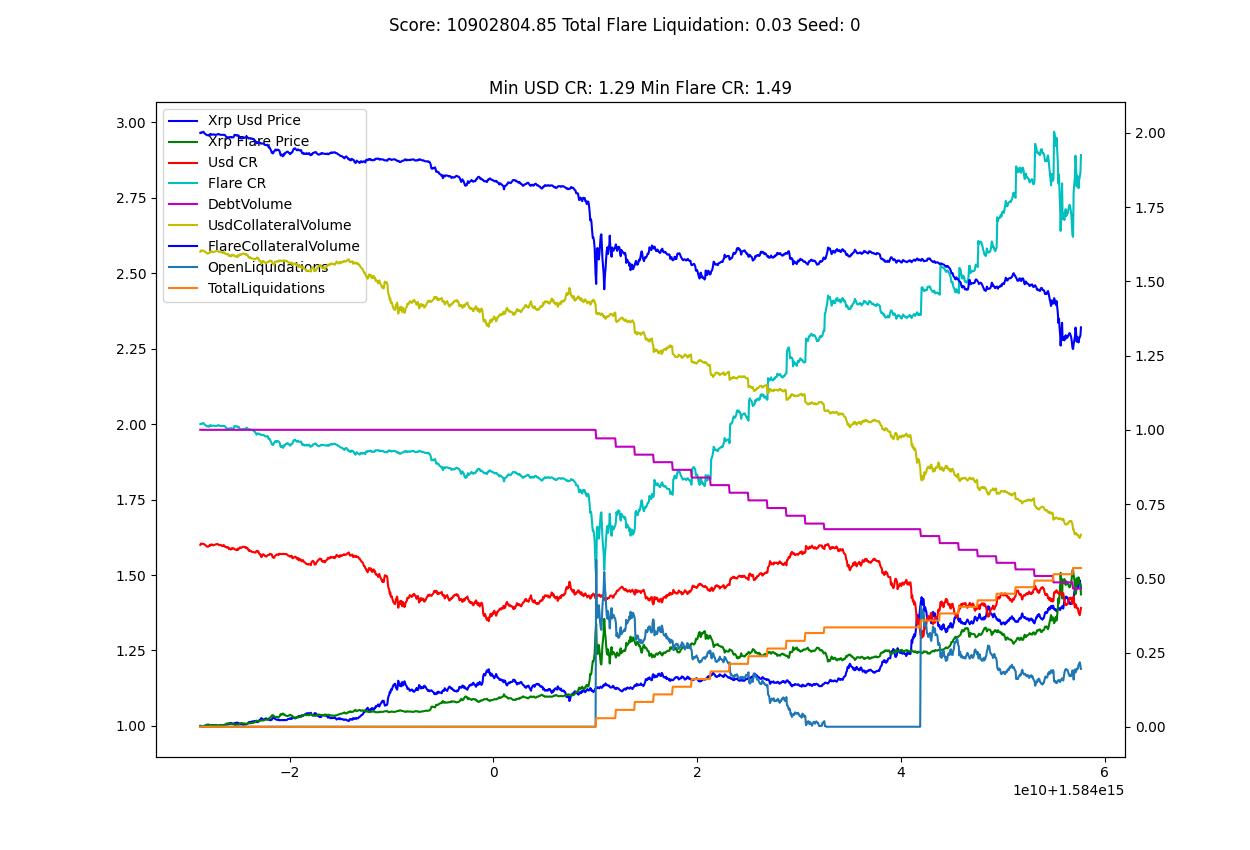 Score: 10902804.85 Total Flare Liquidation: 0.03 Seed: 0
Min USD CR: 1.29 Min Flare CR: 1.49
Xrp Usd Price
Xrp Flare Price
Usd CR
Flare CR
DebtVolume
UsdCollateralVolume
FlareCollateralVolume
OpenLiquidations
TotalLiquidations
3.00
2.75
2.50
2.25
2.00
1.75
1.50
1.25
1.00
2.00
1.75
1.50
1.25
1.00
0.75
0.50
0.25
0.00
−2 0 2 4 6
1e10+1.584e15